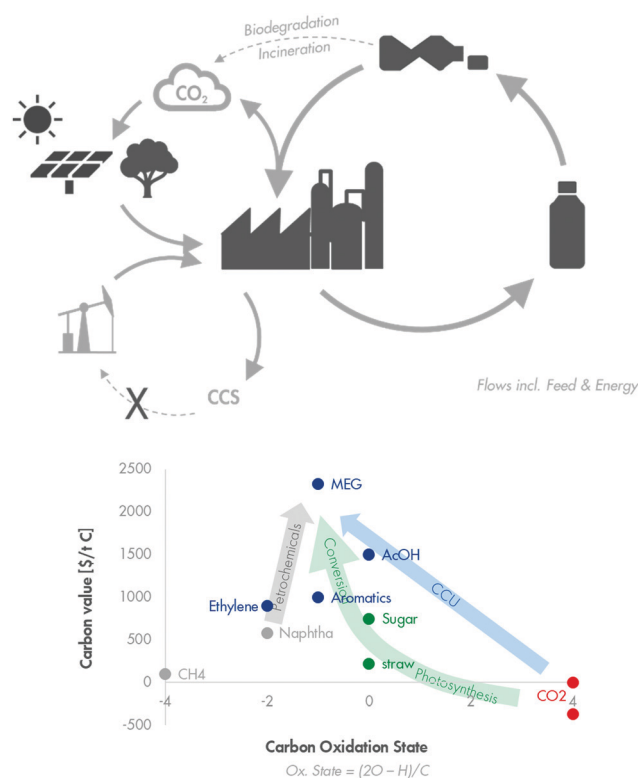 Biodegradation
Incineration
CO2
CCS
X
Flows incl. Feed & Energy
2500
2000
1500
1000
500
0
-500
-4
-2
0
2
4
Carbon value [$/t C]
MEG
AcOH
Aromatics
Ethylene
Naphtha
Sugar
straw
CH4
CO2
Petrochemicals
Conversion
Photosynthesis
CCU
Carbon Oxidation State
Ox. State = (2O – H)/C